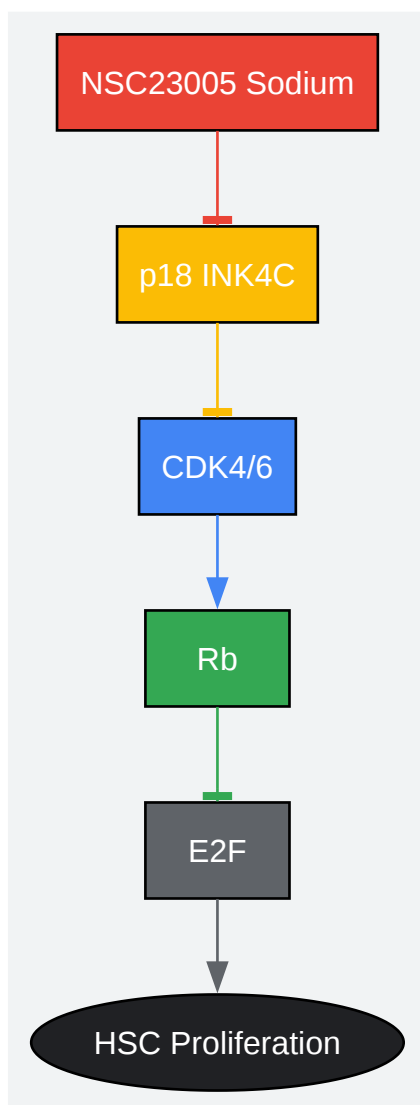 NSC23005 Sodium
p18 INK4C
CDK4/6
Rb
E2F
HSC Proliferation